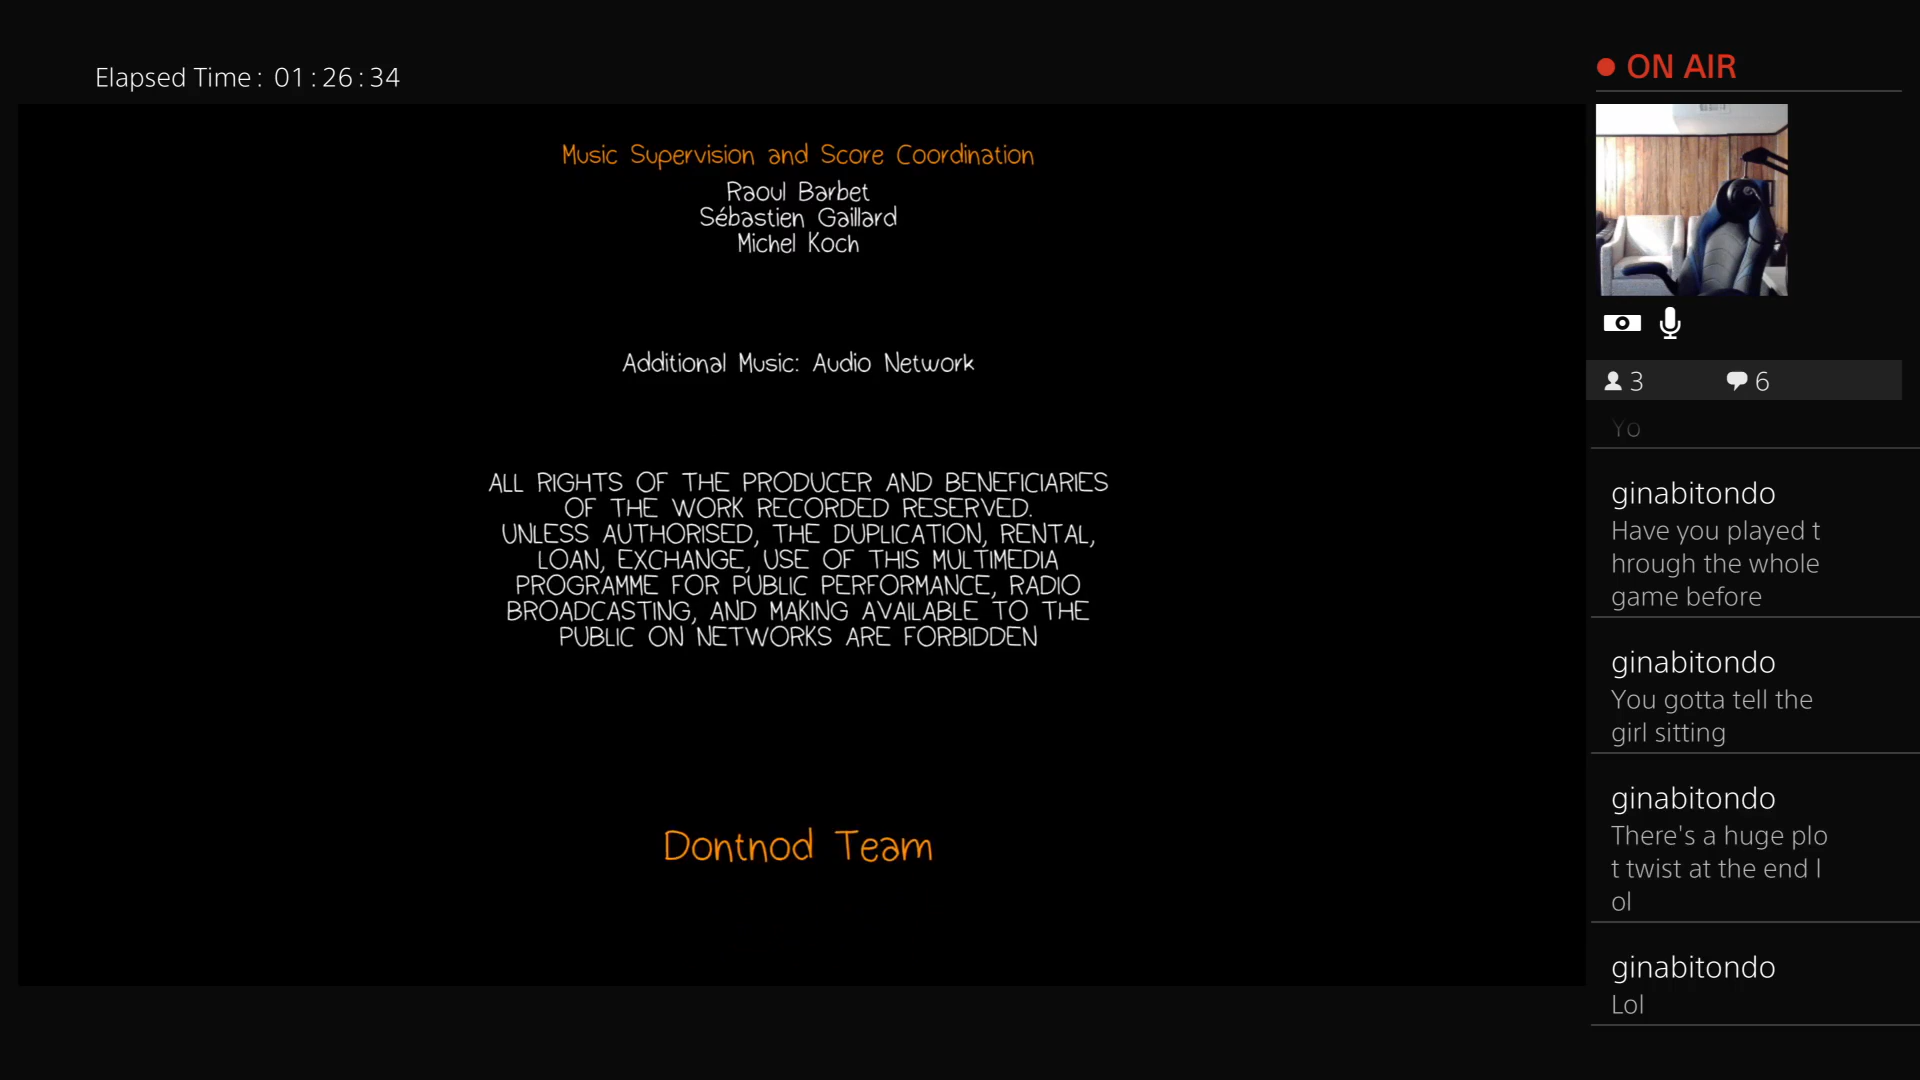 Elapsed Time: 01:26:34
ON AIR
Music Supervision and Score Coordination
Raoul Barbet
Sébastien Gaillard
Michel Koch
Additional Music: Audio Network
ALL RIGHTS OF THE PRODUCER AND BENEFICIARIES
OF THE WORK RECORDED RESERVED.
UNLESS AUTHORISED, THE DUPLICATION, RENTAL,
LOAN, EXCHANGE, USE OF THIS MULTIMEDIA
PROGRAMME FOR PUBLIC PERFORMANCE, RADIO
BROADCASTING, AND MAKING AVAILABLE TO THE
PUBLIC ON NETWORKS ARE FORBIDDEN
Dontnod Team
3 6
Yo
ginabitondo
Have you played t
hrough the whole
game before
ginabitondo
You gotta tell the
girl sitting
ginabitondo
There's a huge plo
t twist at the end l
ol
ginabitondo
Lol